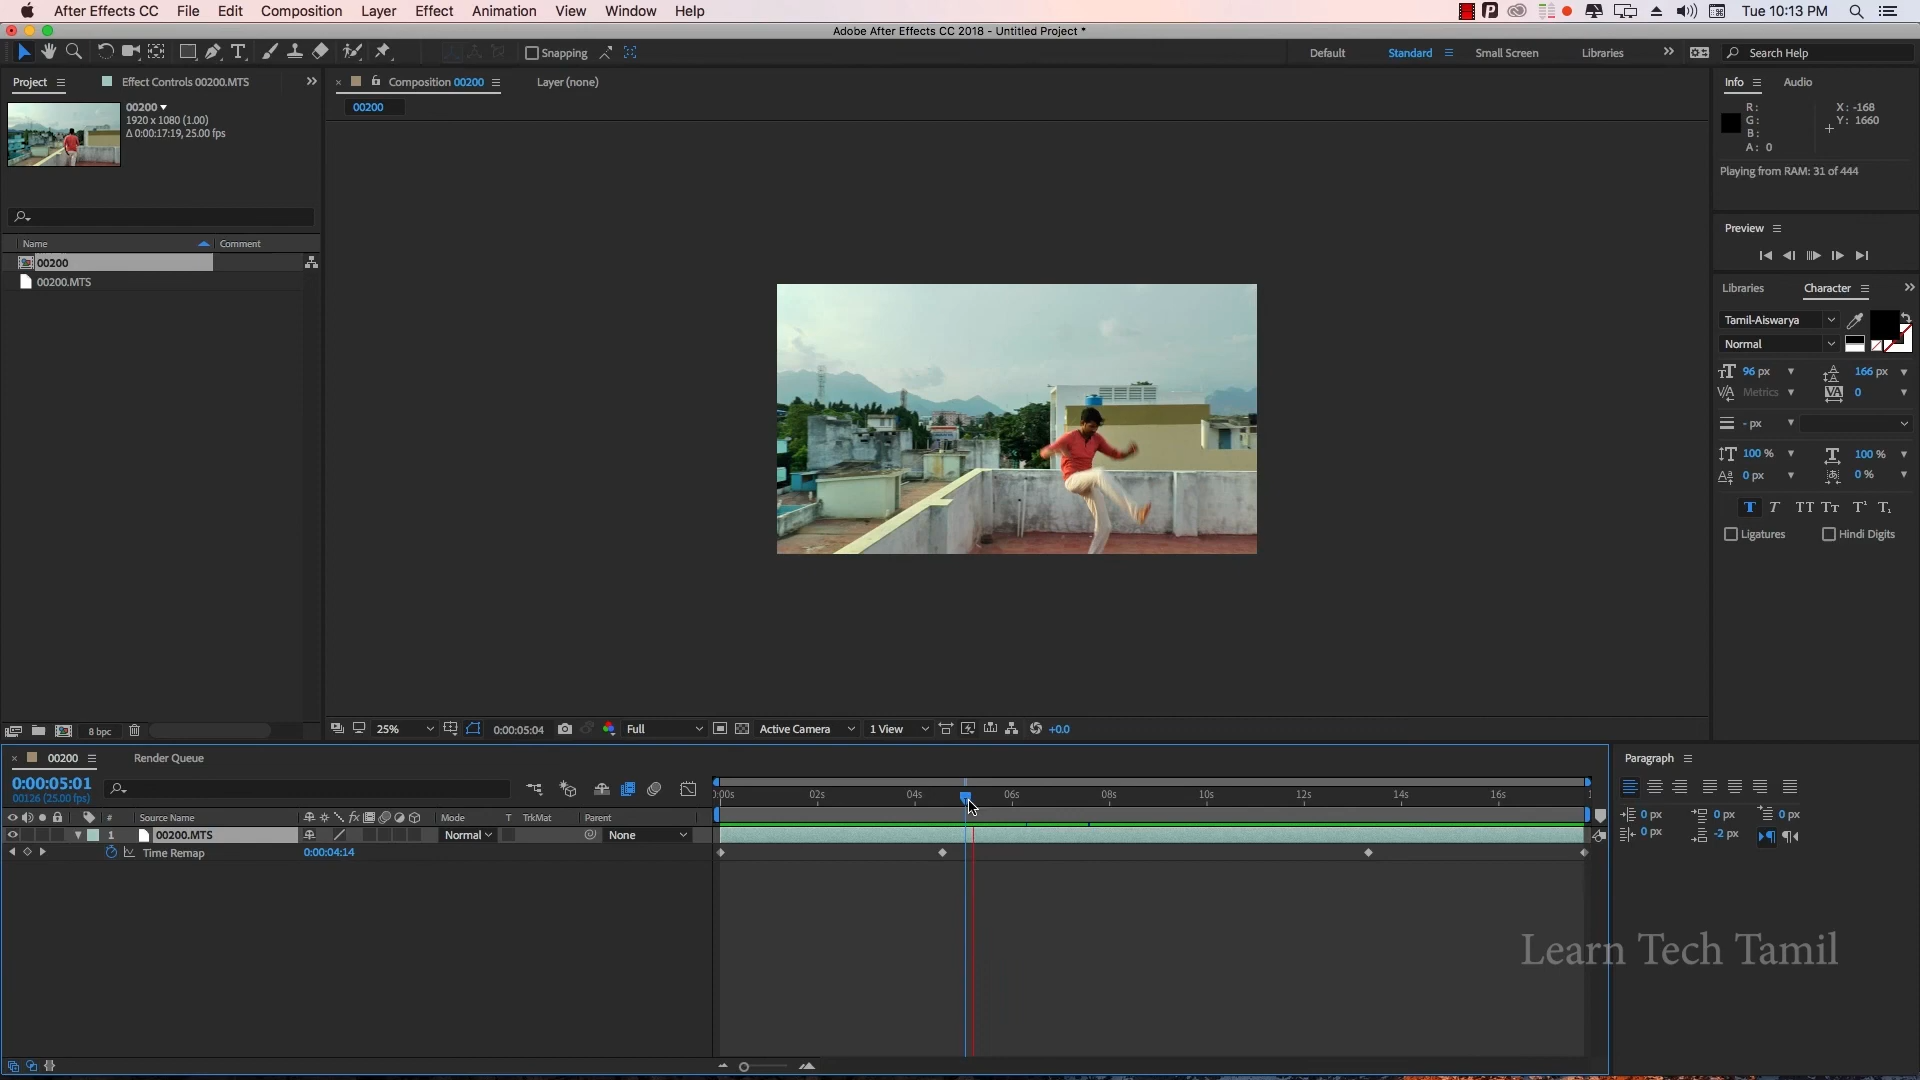 After Effects CC File Edit Composition Layer Effect Animation View Window Help Tue 10:13 PM
Adobe After Effects CC 2018 - Untitled Project *
Snapping Default Standard Small Screen Libraries Search Help
Project Effect Controls 00200.MTS Composition 00200 Layer (none) Info Audio
00200
1920 x 1080 (1.00)
Δ 0:00:17:19, 25.00 fps
00200
R: X: -168
G: Y: 1660
B:
A: 0
Playing from RAM: 31 of 444
Preview
Name Comment
00200
00200.MTS
Libraries Character
Tamil-Aiswarya
Normal
96 px 166 px
Metrics 0
- px
100 % 100 %
0 px 0 %
T T TT TT T¹ T₁
Ligatures Hindi Digits
8 bpc 25% 0:00:05:04 Full Active Camera 1 View +0.0
00200 Render Queue Paragraph
0:00:05:01
00126 (25.00 fps)
0:00s 02s 04s 06s 08s 10s 12s 14s 16s 1
# Source Name Mode T TrkMat Parent
1 00200.MTS Normal None
Time Remap 0:00:04:14
0 px 0 px 0 px
0 px -2 px
Learn Tech Tamil